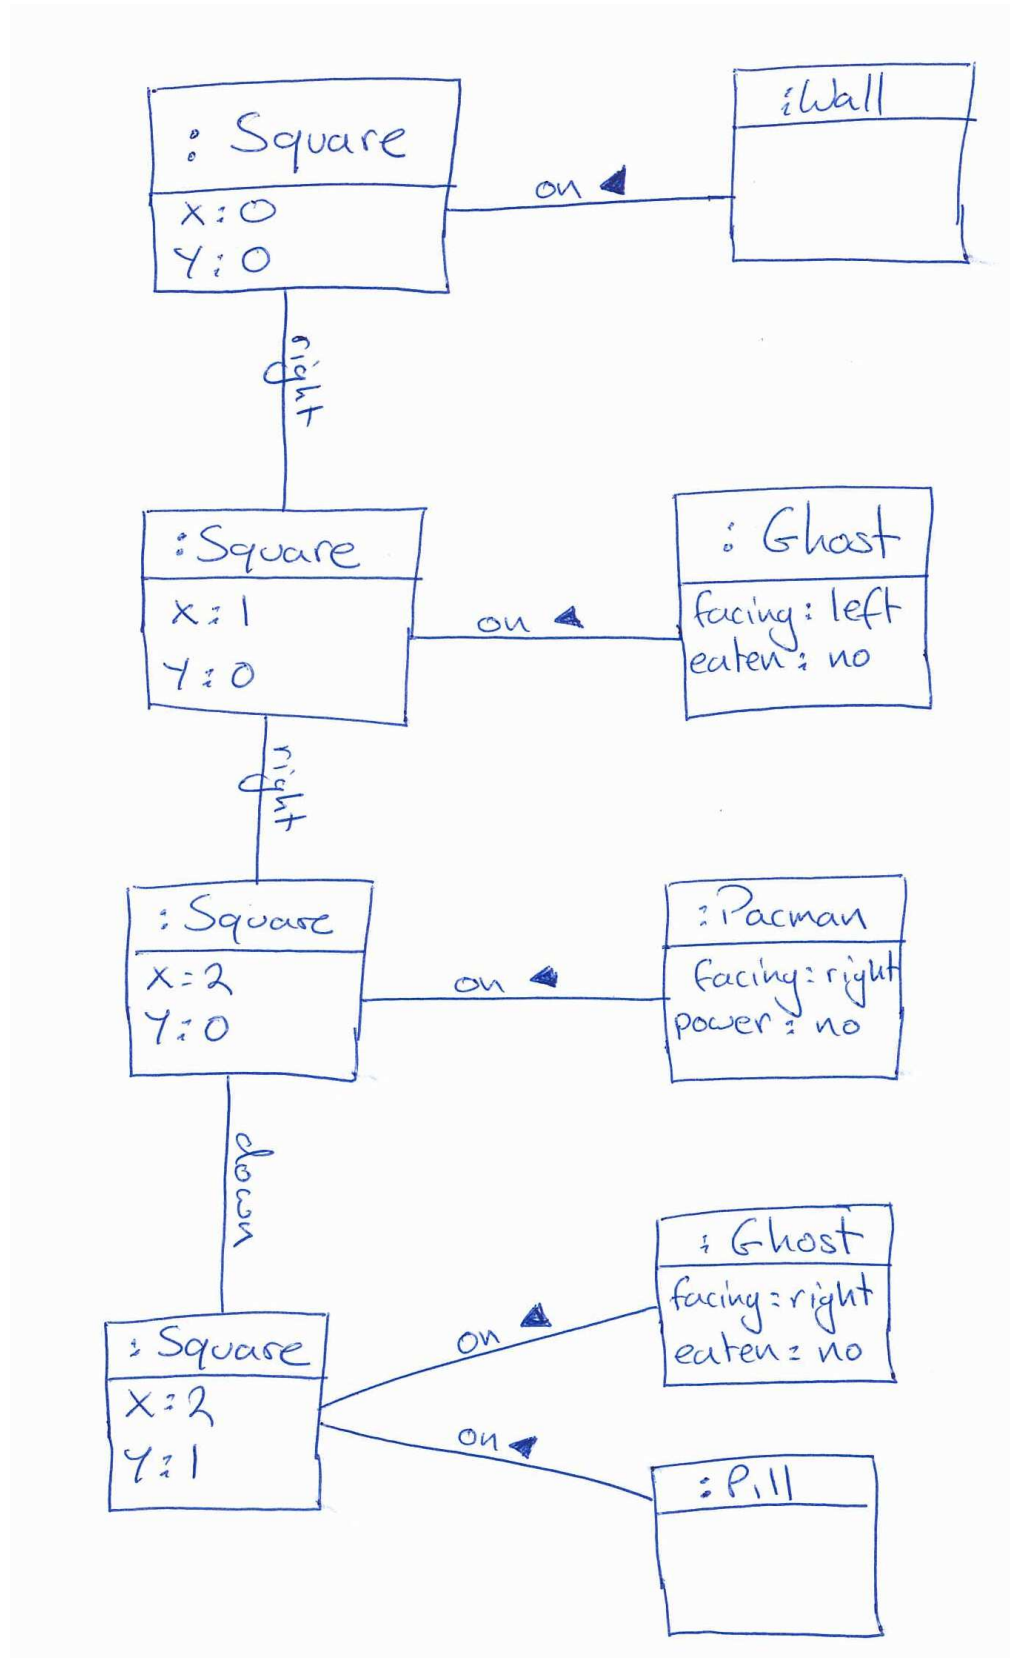 : Square
X: 0
Y: 0
on
:Wall
right
:Square
X: 1
Y: 0
on
: Ghost
facing: left
eaten: no
right
: Square
X: 2
Y: 0
on
:Pacman
facing: right
power: no
down
: Square
X: 2
Y: 1
on
: Ghost
facing: right
eaten: no
on
: Pill